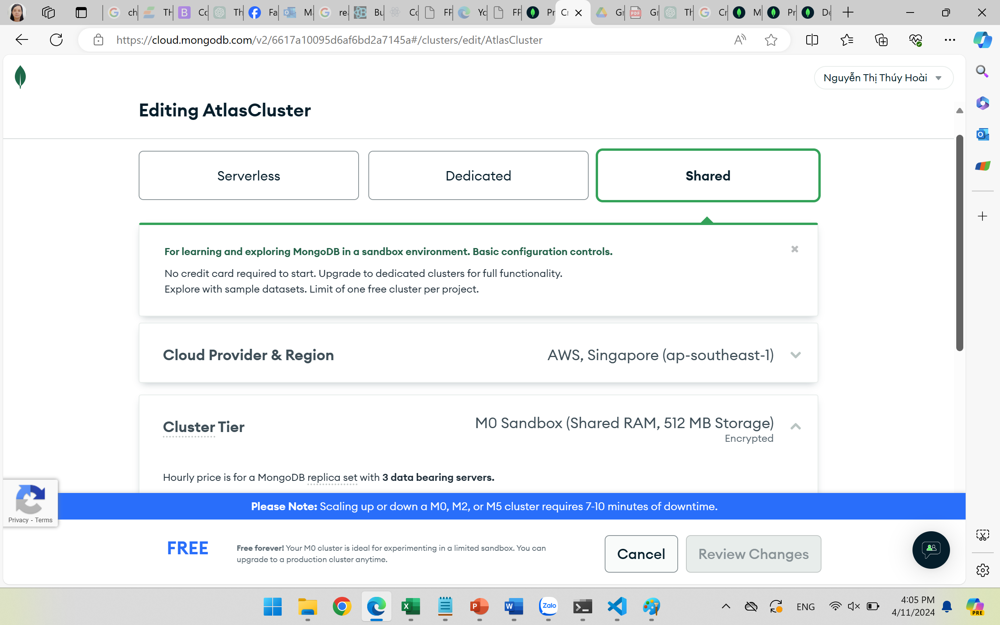 ch
TH
B
Cc
Th
Fa
M
re
Bu
Co
FP
Yc
FP
Pr
Cr
Gr
PDF
Gr
Th
Cr
M
Pr
De
https://cloud.mongodb.com/v2/6617a10095d6af6bd2a7145a#/clusters/edit/AtlasCluster
Nguyễn Thị Thúy Hoài
Editing AtlasCluster
Serverless
Dedicated
Shared
For learning and exploring MongoDB in a sandbox environment. Basic configuration controls.
No credit card required to start. Upgrade to dedicated clusters for full functionality.
Explore with sample datasets. Limit of one free cluster per project.
Cloud Provider & Region
AWS, Singapore (ap-southeast-1)
Cluster Tier
M0 Sandbox (Shared RAM, 512 MB Storage)
Encrypted
Hourly price is for a MongoDB replica set with 3 data bearing servers.
Please Note: Scaling up or down a M0, M2, or M5 cluster requires 7-10 minutes of downtime.
Privacy - Terms
FREE
Free forever! Your M0 cluster is ideal for experimenting in a limited sandbox. You can
upgrade to a production cluster anytime.
Cancel
Review Changes
Zalo
ENG
4:05 PM
4/11/2024
PRE